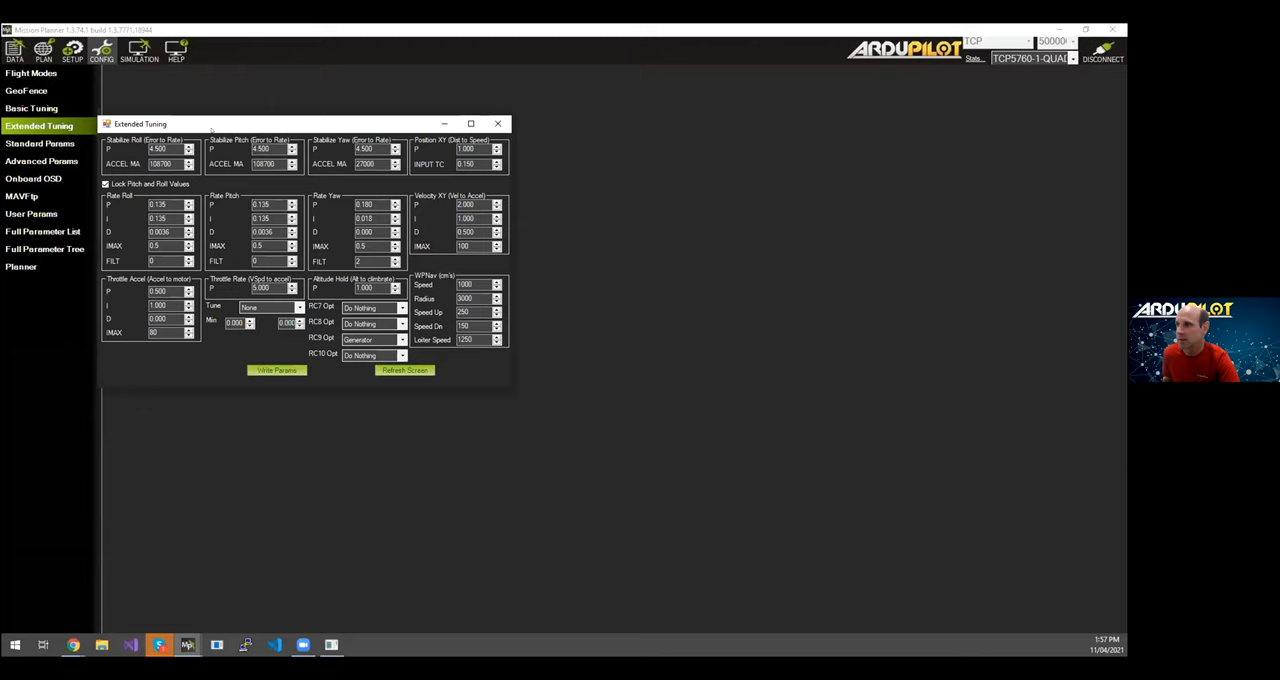 Mission Planner 1.3.74.1 build 1.3.7771.18944
DATA PLAN SETUP CONFIG SIMULATION HELP
ARDUPILOT
TCP 500000
Stats... TCP5760-1-QUAD
DISCONNECT
Flight Modes
GeoFence
Basic Tuning
Extended Tuning
Standard Params
Advanced Params
Onboard OSD
MAVFtp
User Params
Full Parameter List
Full Parameter Tree
Planner
Extended Tuning
Stabilize Roll (Error to Rate)
P 4.500
ACCEL MA 108700
Stabilize Pitch (Error to Rate)
P 4.500
ACCEL MA 108700
Stabilize Yaw (Error to Rate)
P 4.500
ACCEL MA 27000
Position XY (Dist to Speed)
P 1.000
INPUT TC 0.150
Lock Pitch and Roll Values
Rate Roll
P 0.135
I 0.135
D 0.0036
IMAX 0.5
FILT 0
Rate Pitch
P 0.135
I 0.135
D 0.0036
IMAX 0.5
FILT 0
Rate Yaw
P 0.180
I 0.018
D 0.000
IMAX 0.5
FILT 2
Velocity XY (Vel to Accel)
P 2.000
I 1.000
D 0.500
IMAX 100
Throttle Accel (Accel to motor)
P 0.500
I 1.000
D 0.000
IMAX 80
Throttle Rate (VSpd to accel)
P 5.000
Tune None
Min 0.000 0.000
Altitude Hold (Alt to climbrate)
P 1.000
RC7 Opt Do Nothing
RC8 Opt Do Nothing
RC9 Opt Generator
RC10 Opt Do Nothing
WPNav (cm's)
Speed 1000
Radius 3000
Speed Up 250
Speed Dn 150
Loiter Speed 1250
Write Params
Refresh Screen
ARDUPILOT
1:57 PM
11/04/2021